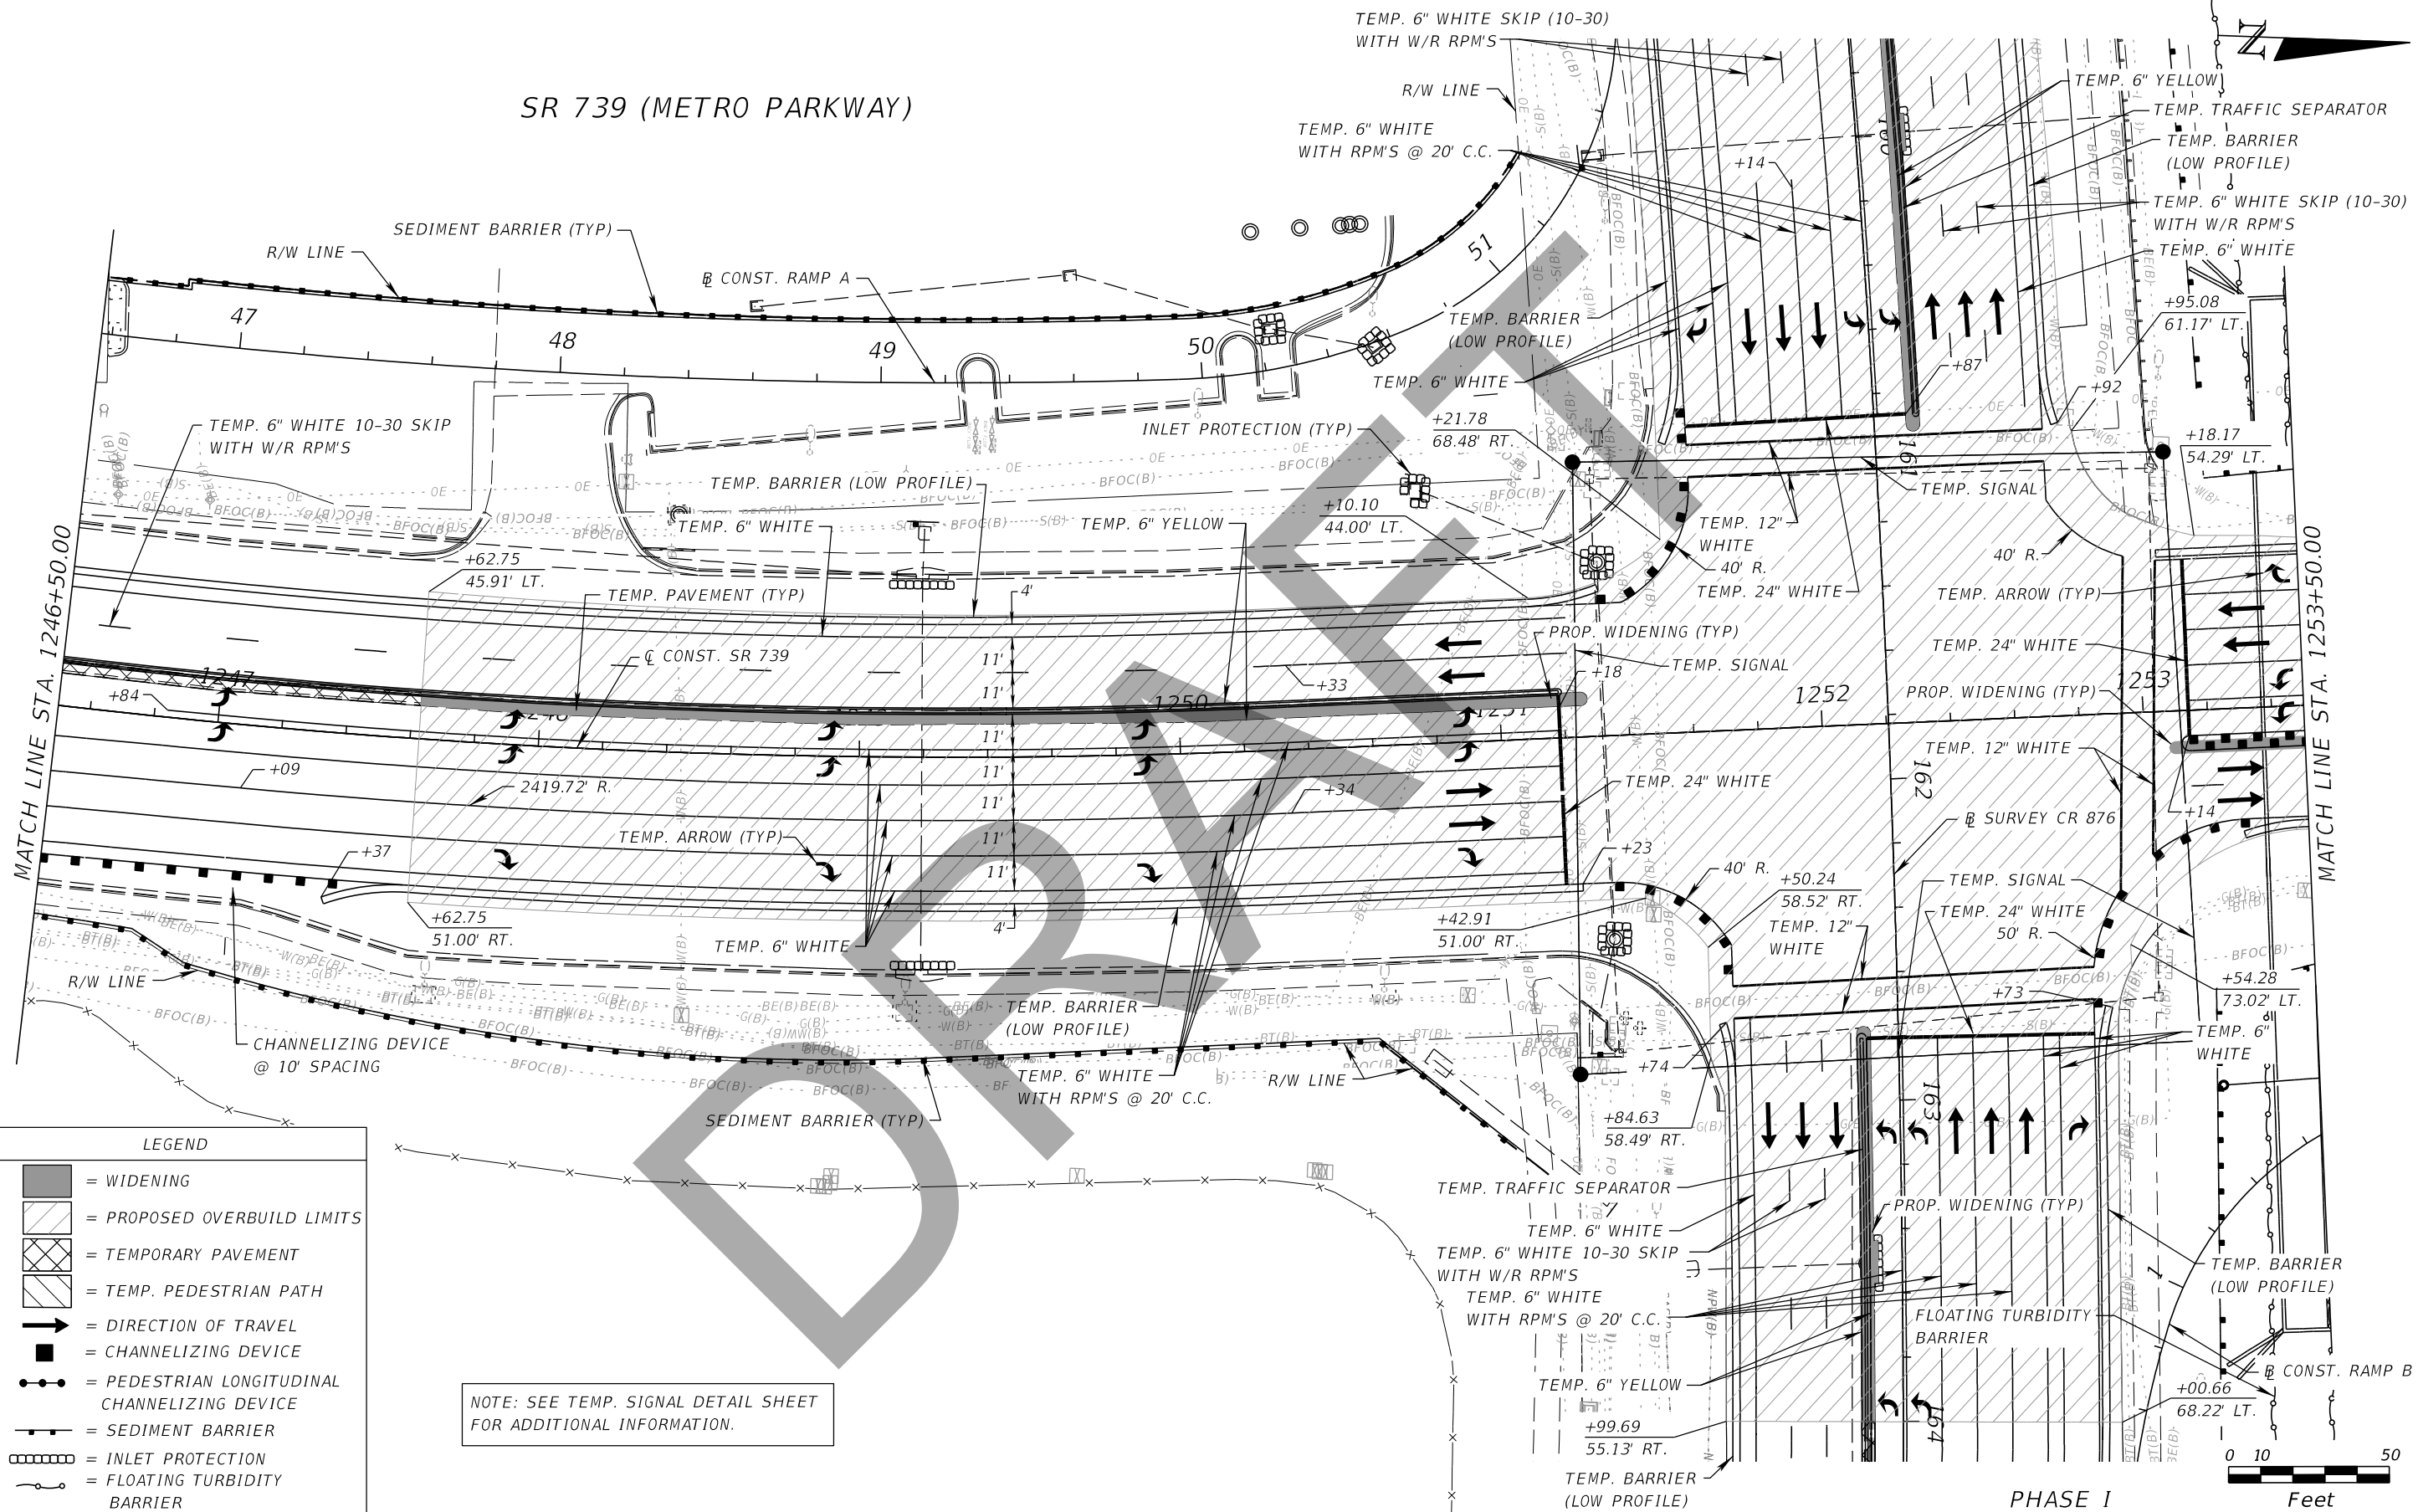 SR 739 (METRO PARKWAY)
TEMP. 6" WHITE SKIP (10-30)
WITH W/R RPM'S
R/W LINE
TEMP. 6" WHITE
WITH RPM'S @ 20' C.C.
N
TEMP. 6" YELLOW
TEMP. TRAFFIC SEPARATOR
TEMP. BARRIER
(LOW PROFILE)
TEMP. 6" WHITE SKIP (10-30)
WITH W/R RPM'S
TEMP. 6" WHITE
+95.08
61.17' LT.
+14
160
SEDIMENT BARRIER (TYP)
R/W LINE
℄ CONST. RAMP A
47
48
49
50
51
TEMP. BARRIER
(LOW PROFILE)
TEMP. 6" WHITE
+87
+92
+18.17
54.29' LT.
TEMP. 6" WHITE 10-30 SKIP
WITH W/R RPM'S
INLET PROTECTION (TYP)
+21.78
68.48' RT.
TEMP. BARRIER (LOW PROFILE)
TEMP. 6" WHITE
TEMP. 6" YELLOW
+10.10
44.00' LT.
161
TEMP. SIGNAL
TEMP. 12"
WHITE
40' R.
TEMP. 24" WHITE
40' R.
TEMP. ARROW (TYP)
+62.75
45.91' LT.
TEMP. PAVEMENT (TYP)
4'
PROP. WIDENING (TYP)
TEMP. SIGNAL
TEMP. 24" WHITE
PROP. WIDENING (TYP)
MATCH LINE STA. 1246+50.00
MATCH LINE STA. 1253+50.00
℄ CONST. SR 739
1247
1248
1250
1251
1252
1253
+84
+33
+18
11'
11'
11'
11'
11'
11'
11'
+09
2419.72' R.
+34
TEMP. 24" WHITE
TEMP. 12" WHITE
162
+14
℄ SURVEY CR 876
TEMP. ARROW (TYP)
+37
+23
40' R.
+50.24
58.52' RT.
TEMP. SIGNAL
TEMP. 24" WHITE
50' R.
TEMP. 12"
WHITE
+62.75
51.00' RT.
4'
+42.91
51.00' RT.
TEMP. 6" WHITE
R/W LINE
TEMP. BARRIER
(LOW PROFILE)
+73
+54.28
73.02' LT.
CHANNELIZING DEVICE
@ 10' SPACING
TEMP. 6" WHITE
WITH RPM'S @ 20' C.C.
R/W LINE
+74
TEMP. 6"
WHITE
SEDIMENT BARRIER (TYP)
+84.63
58.49' RT.
163
TEMP. TRAFFIC SEPARATOR
TEMP. 6" WHITE
TEMP. 6" WHITE 10-30 SKIP
WITH W/R RPM'S
TEMP. 6" WHITE
WITH RPM'S @ 20' C.C.
PROP. WIDENING (TYP)
TEMP. BARRIER
(LOW PROFILE)
1
FLOATING TURBIDITY
BARRIER
TEMP. 6" YELLOW
℄ CONST. RAMP B
+00.66
68.22' LT.
164
+99.69
55.13' RT.
TEMP. BARRIER
(LOW PROFILE)
LEGEND
= WIDENING
= PROPOSED OVERBUILD LIMITS
= TEMPORARY PAVEMENT
= TEMP. PEDESTRIAN PATH
= DIRECTION OF TRAVEL
= CHANNELIZING DEVICE
= PEDESTRIAN LONGITUDINAL
CHANNELIZING DEVICE
= SEDIMENT BARRIER
= INLET PROTECTION
= FLOATING TURBIDITY
BARRIER
NOTE: SEE TEMP. SIGNAL DETAIL SHEET
FOR ADDITIONAL INFORMATION.
DRAFT
0 10 50
Feet
PHASE I